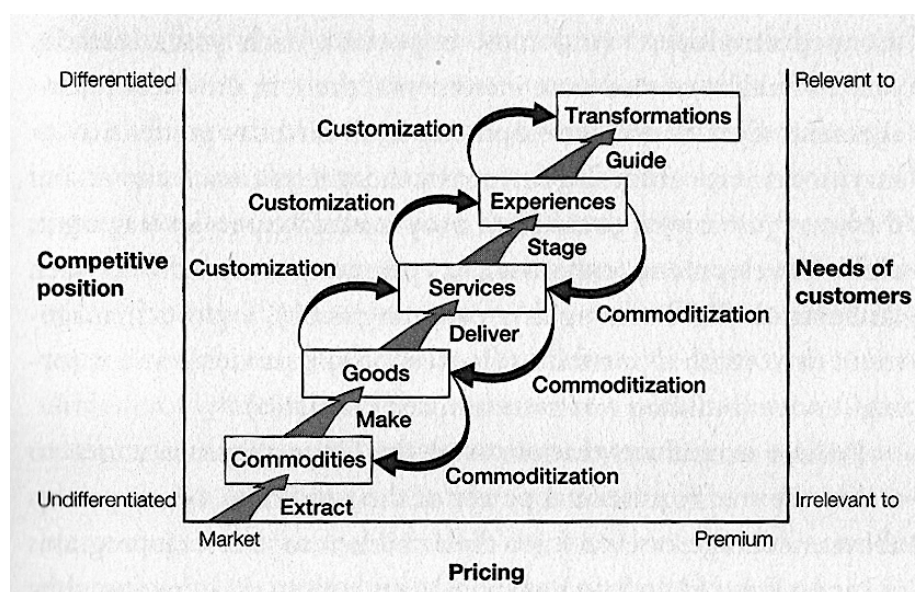 Differentiated
Relevant to
Transformations
Customization
Guide
Customization
Experiences
Stage
Competitive
position
Customization
Services
Needs of
customers
Commoditization
Deliver
Goods
Commoditization
Make
Commodities
Commoditization
Undifferentiated
Extract
Irrelevant to
Market
Premium
Pricing